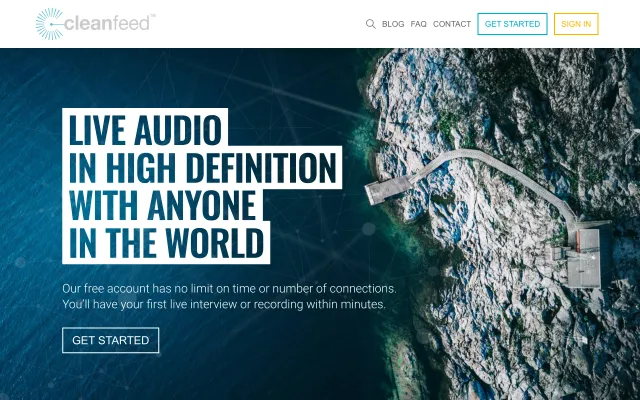 cleanfeed™
BLOG FAQ CONTACT GET STARTED SIGN IN
LIVE AUDIO
IN HIGH DEFINITION
WITH ANYONE
IN THE WORLD
Our free account has no limit on time or number of connections.
You'll have your first live interview or recording within minutes.
GET STARTED